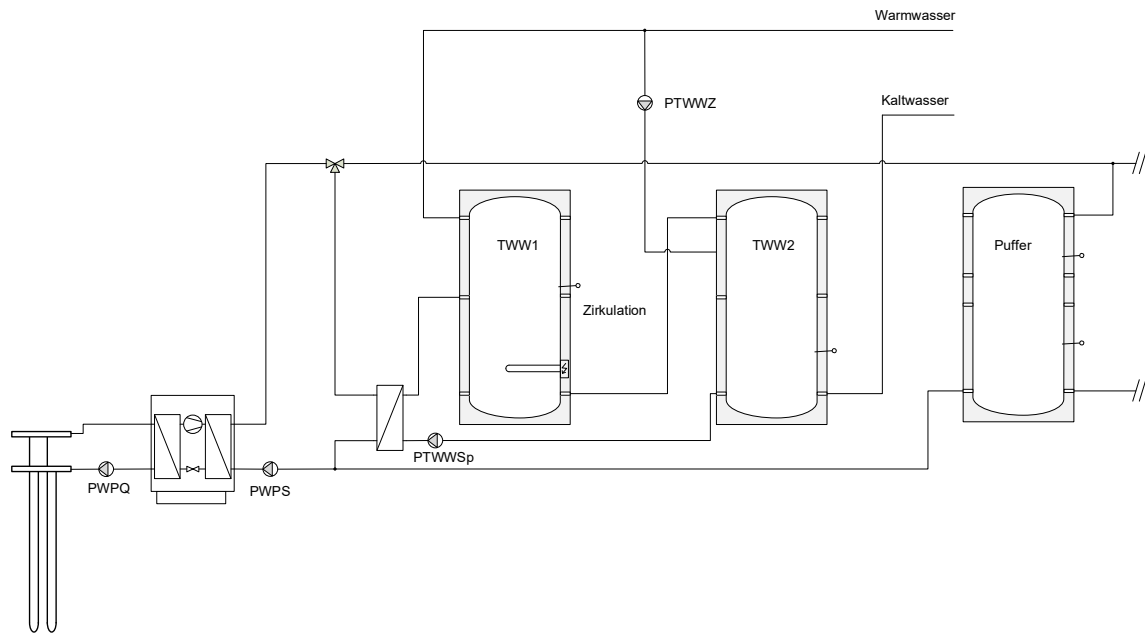 Warmwasser
PTWWZ
Kaltwasser
TWW1
TWW2
Puffer
Zirkulation
PTWWSp
PWPQ
PWPS